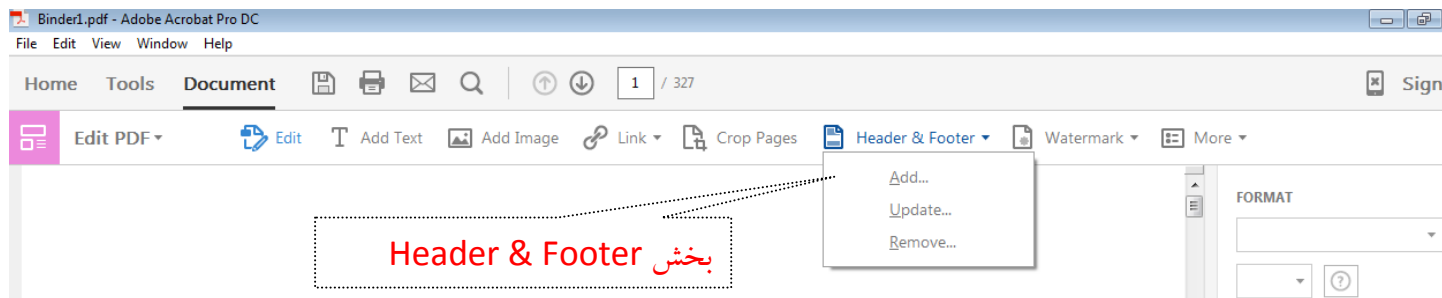 Binder1.pdf - Adobe Acrobat Pro DC
File Edit View Window Help
Home Tools Document 1 / 327 Sign
Edit PDF Edit Add Text Add Image Link Crop Pages Header & Footer Watermark More
Add...
Update...
Remove...
FORMAT
بخش Header & Footer